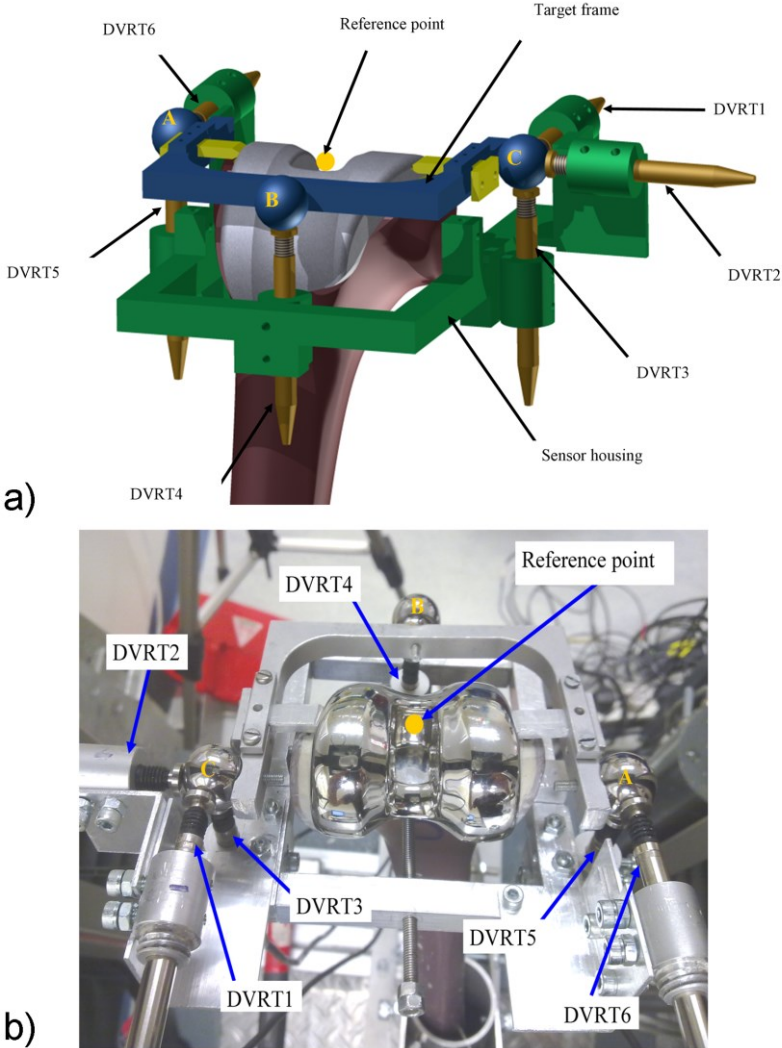 Reference point
Target frame
DVRT6
A
DVRT1
C
B
DVRT5
DVRT2
DVRT3
Sensor housing
DVRT4
a)
Reference point
DVRT4
B
DVRT2
C
A
DVRT3
DVRT5
DVRT1
DVRT6
b)